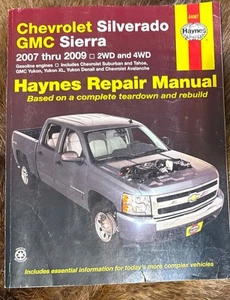 Chevrolet Silverado
GMC Sierra
2007 thru 2009 □ 2WD and 4WD
Gasoline engines □ Includes Chevrolet Suburban and Tahoe,
GMC Yukon, Yukon XL, Yukon Denali and Chevrolet Avalanche
Haynes
Haynes Repair Manual
Based on a complete teardown and rebuild
Includes essential information for today's more complex vehicles